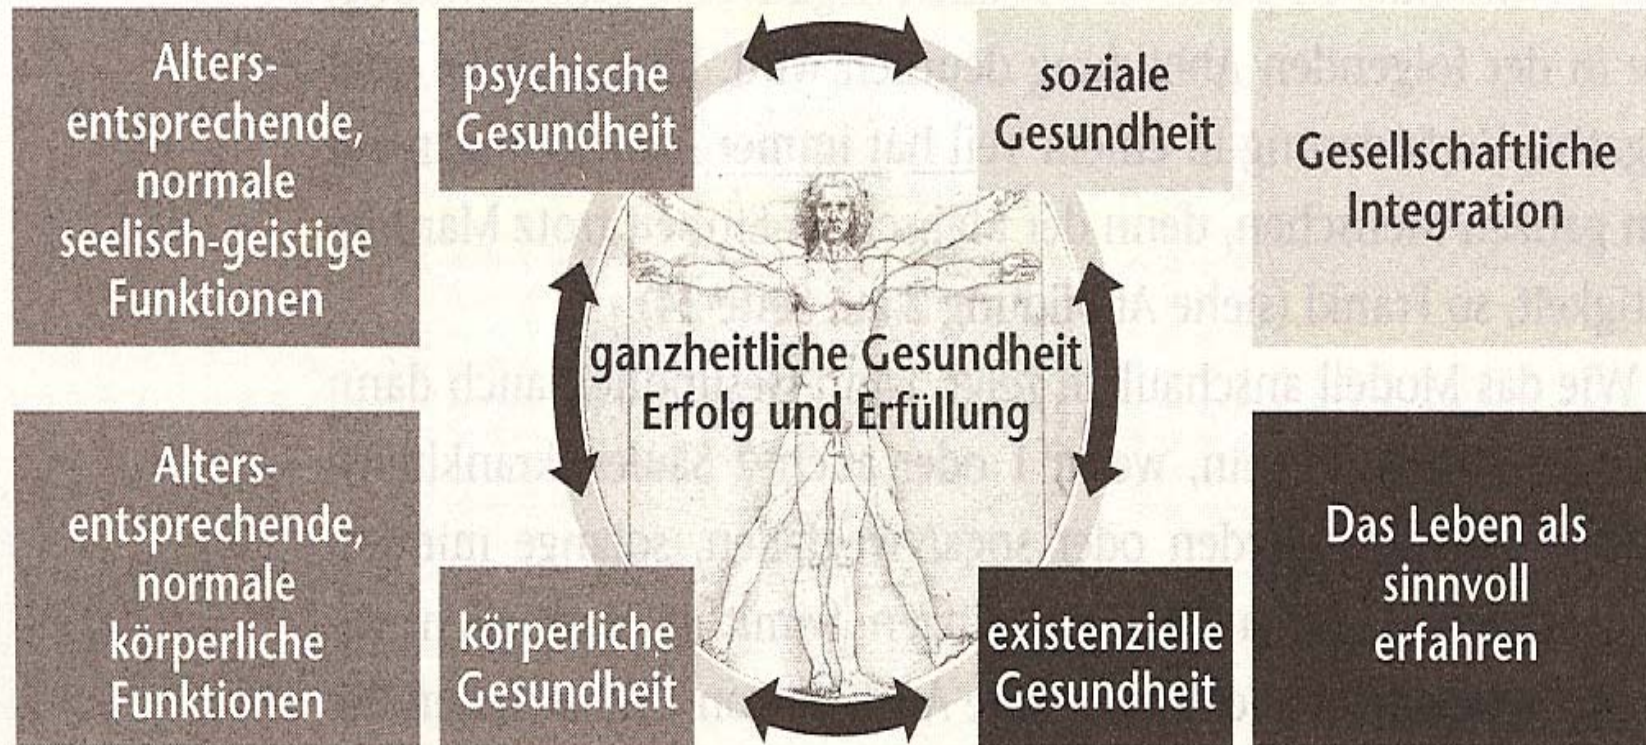 Alters-
entsprechende,
normale
seelisch-geistige
Funktionen
psychische
Gesundheit
soziale
Gesundheit
Gesellschaftliche
Integration
ganzheitliche Gesundheit
Erfolg und Erfüllung
Alters-
entsprechende,
normale
körperliche
Funktionen
körperliche
Gesundheit
existenzielle
Gesundheit
Das Leben als
sinnvoll
erfahren